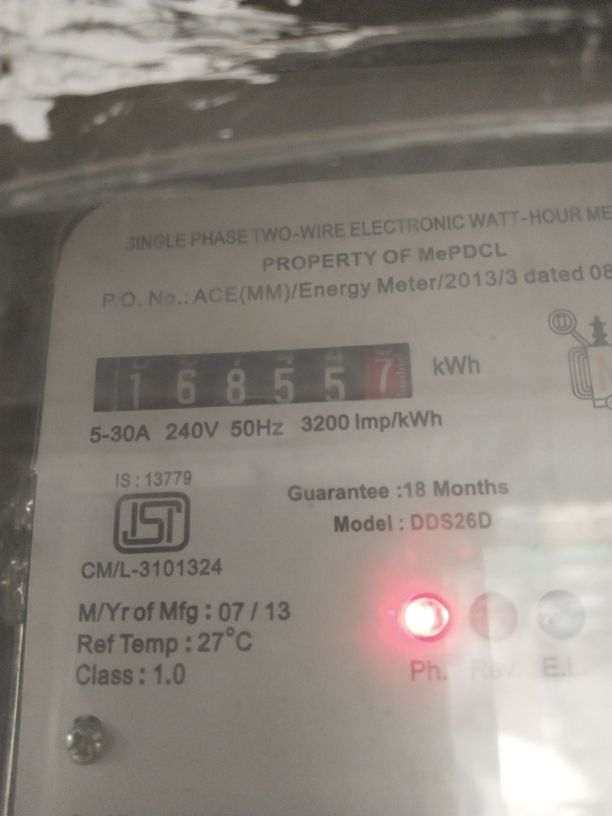 SINGLE PHASE TWO-WIRE ELECTRONIC WATT-HOUR ME
PROPERTY OF MePDCL
P.O. No.: ACE(MM)/Energy Meter/2013/3 dated 08
1 6 8 5 5 7 kWh
5-30A 240V 50Hz 3200 Imp/kWh
IS : 13779
ISI
CM/L-3101324
Guarantee :18 Months
Model : DDS26D
M/Yr of Mfg : 07 / 13
Ref Temp : 27°C
Class : 1.0
Ph. Rev. E.L